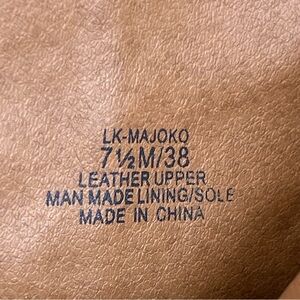 LK-MAJOKO
7½M/38
LEATHER UPPER
MAN MADE LINING/SOLE
MADE IN CHINA